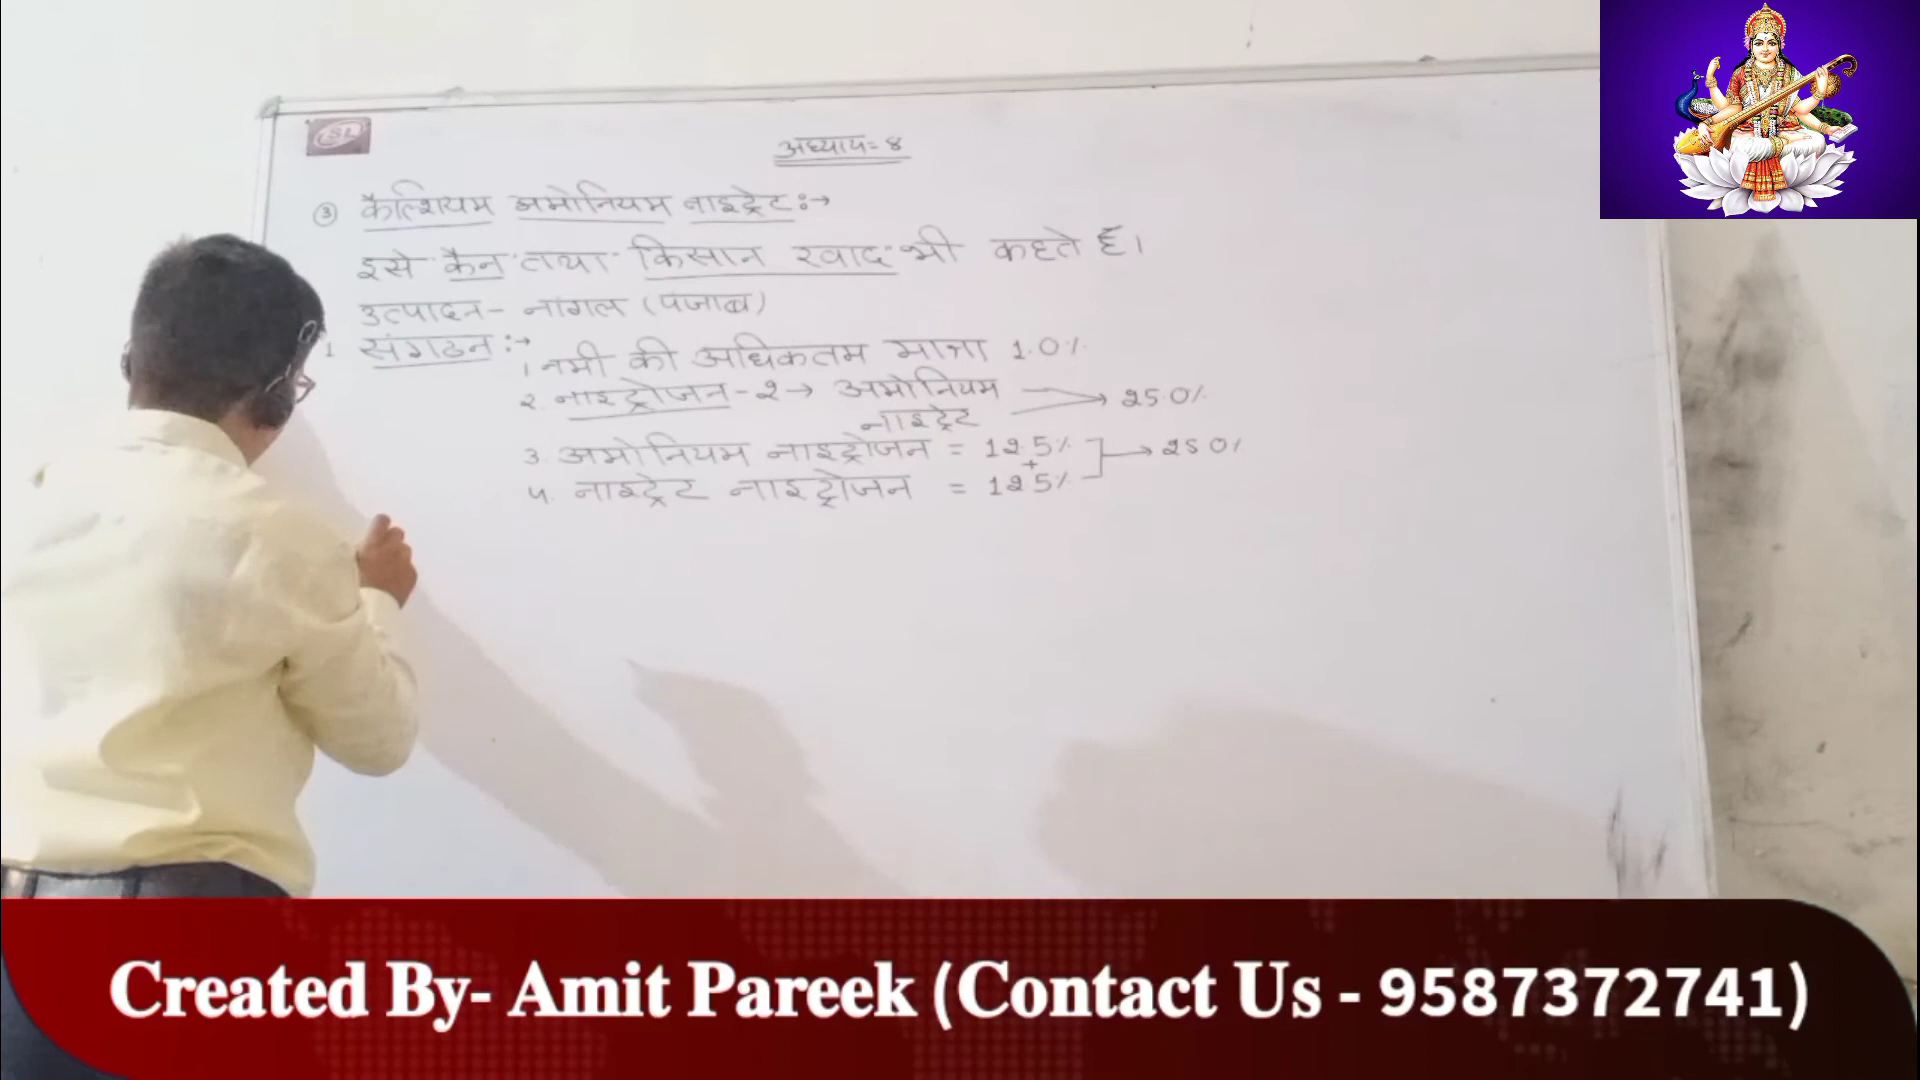 LSL
अध्याय= ४
③ कैल्शियम अमोनियम नाइट्रेट:→
इसे कैन तथा किसान खाद भी कहते हैं।
उत्पादन- नांगल (पंजाब)
1 संगठन:→
1 नमी की अधिकतम मात्रा 1.0%
2. नाइट्रोजन-2→ अमोनियम नाइट्रेट → 25.0%
3. अमोनियम नाइट्रोजन = 12.5%
+ → 25.0%
4. नाइट्रेट नाइट्रोजन = 12.5%
Created By- Amit Pareek (Contact Us - 9587372741)